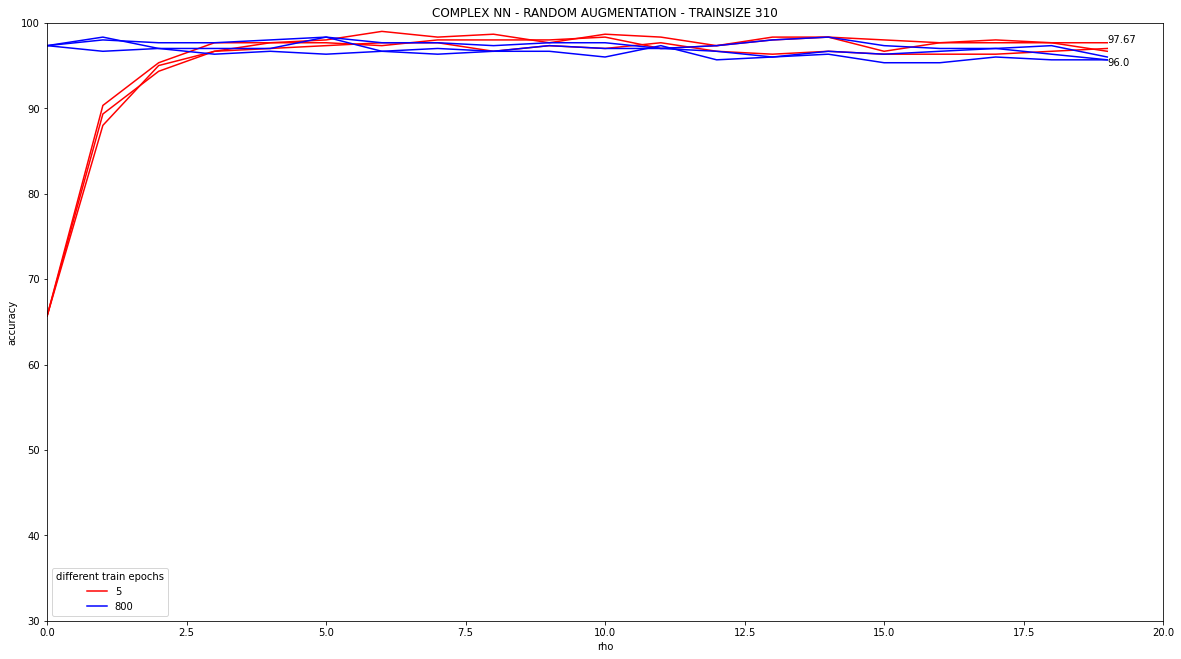 COMPLEX NN - RANDOM AUGMENTATION - TRAINSIZE 310
100
90
80
70
60
50
40
30
accuracy
97.67
96.0
different train epochs
5
800
0.0 2.5 5.0 7.5 10.0 12.5 15.0 17.5 20.0
rho